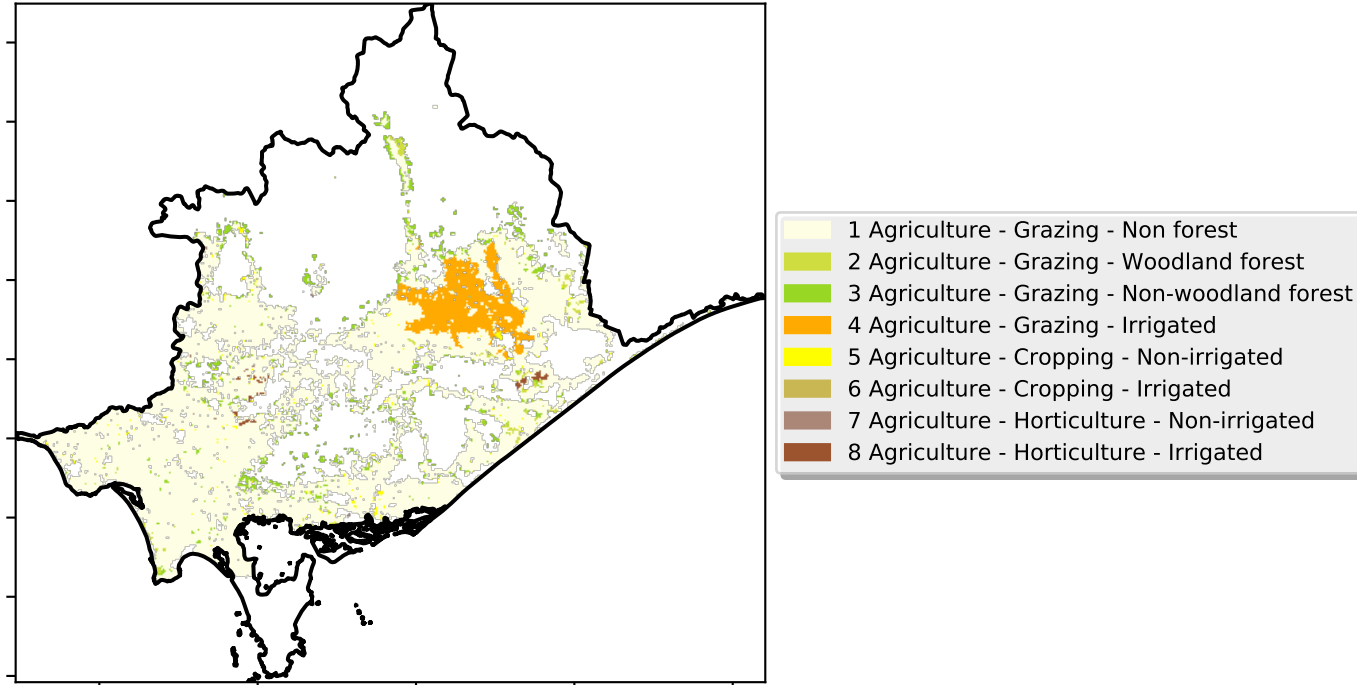 1 Agriculture - Grazing - Non forest
2 Agriculture - Grazing - Woodland forest
3 Agriculture - Grazing - Non-woodland forest
4 Agriculture - Grazing - Irrigated
5 Agriculture - Cropping - Non-irrigated
6 Agriculture - Cropping - Irrigated
7 Agriculture - Horticulture - Non-irrigated
8 Agriculture - Horticulture - Irrigated